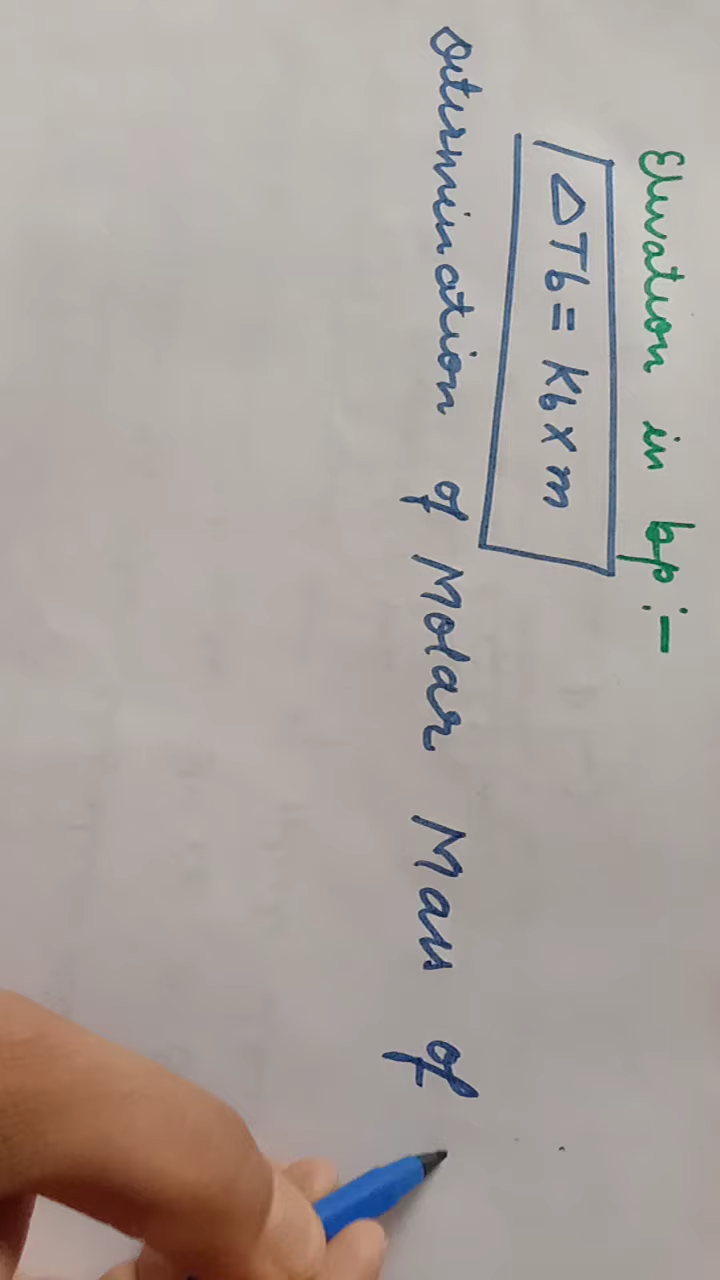 Elevation in bp :-
ΔTb = Kb x m
Determination of Molar Mass of